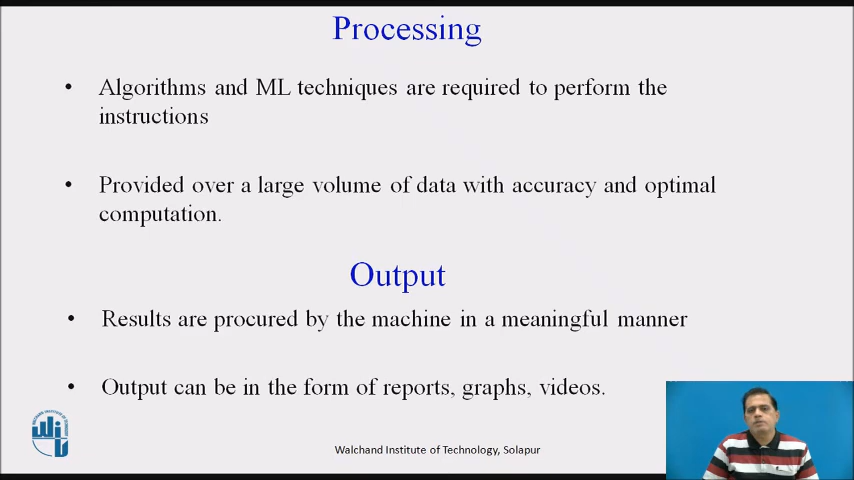 Processing
• Algorithms and ML techniques are required to perform the
instructions
• Provided over a large volume of data with accuracy and optimal
computation.
Output
• Results are procured by the machine in a meaningful manner
• Output can be in the form of reports, graphs, videos.
Walchand Institute of Technology, Solapur